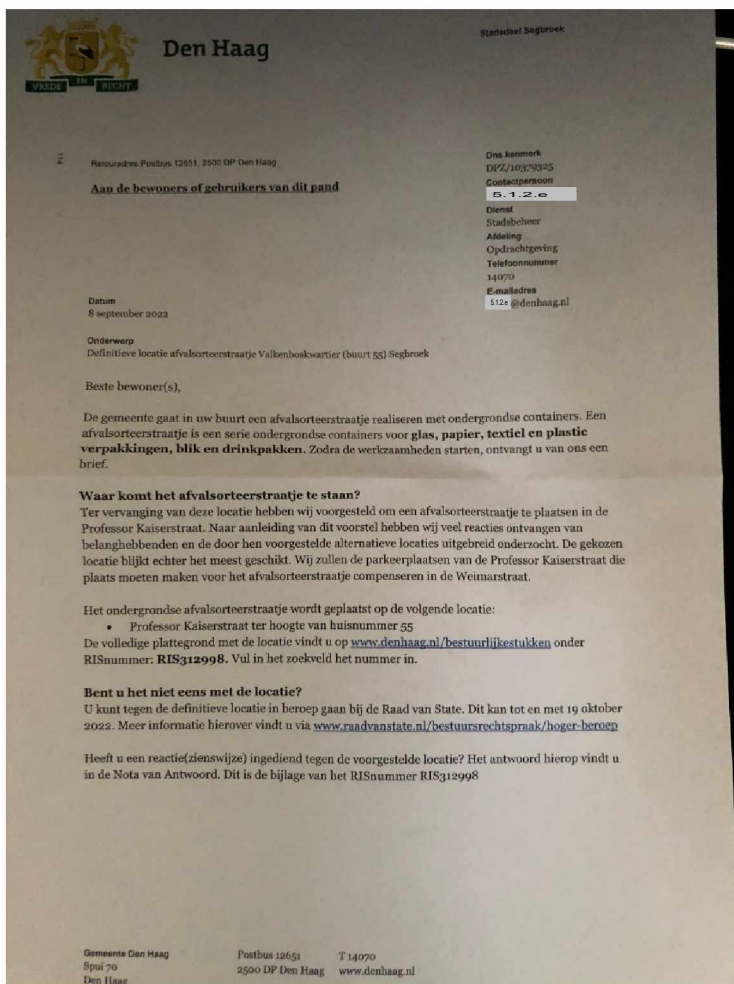 Den Haag
Stadsdeel Segbroek
VREDE EN RECHT
Retouradres Postbus 12651, 2500 DP Den Haag
Aan de bewoners of gebruikers van dit pand
Ons kenmerk
DPZ/10379325
Contactpersoon
5.1.2.e
Dienst
Stadsbeheer
Afdeling
Opdrachtgeving
Telefoonnummer
14070
E-mailadres
5.1.2e @denhaag.nl
Datum
8 september 2022
Onderwerp
Definitieve locatie afvalsorteerstraatje Valkenboskwartier (buurt 55) Segbroek
Beste bewoner(s),
De gemeente gaat in uw buurt een afvalsorteerstraatje realiseren met ondergrondse containers. Een
afvalsorteerstraatje is een serie ondergrondse containers voor glas, papier, textiel en plastic
verpakkingen, blik en drinkpakken. Zodra de werkzaamheden starten, ontvangt u van ons een
brief.
Waar komt het afvalsorteerstraatje te staan?
Ter vervanging van deze locatie hebben wij voorgesteld om een afvalsorteerstraatje te plaatsen in de
Professor Kaiserstraat. Naar aanleiding van dit voorstel hebben wij veel reacties ontvangen van
belanghebbenden en de door hen voorgestelde alternatieve locaties uitgebreid onderzocht. De gekozen
locatie blijkt echter het meest geschikt. Wij zullen de parkeerplaatsen van de Professor Kaiserstraat die
plaats moeten maken voor het afvalsorteerstraatje compenseren in de Weimarstraat.
Het ondergrondse afvalsorteerstraatje wordt geplaatst op de volgende locatie:
• Professor Kaiserstraat ter hoogte van huisnummer 55
De volledige plattegrond met de locatie vindt u op www.denhaag.nl/bestuurlijkestukken onder
RISnummer: RIS312998. Vul in het zoekveld het nummer in.
Bent u het niet eens met de locatie?
U kunt tegen de definitieve locatie in beroep gaan bij de Raad van State. Dit kan tot en met 19 oktober
2022. Meer informatie hierover vindt u via www.raadvanstate.nl/bestuursrechtspraak/hoger-beroep
Heeft u een reactie(zienswijze) ingediend tegen de voorgestelde locatie? Het antwoord hierop vindt u
in de Nota van Antwoord. Dit is de bijlage van het RISnummer RIS312998
Gemeente Den Haag
Spui 70
Den Haag
Postbus 12651
2500 DP Den Haag
T 14070
www.denhaag.nl